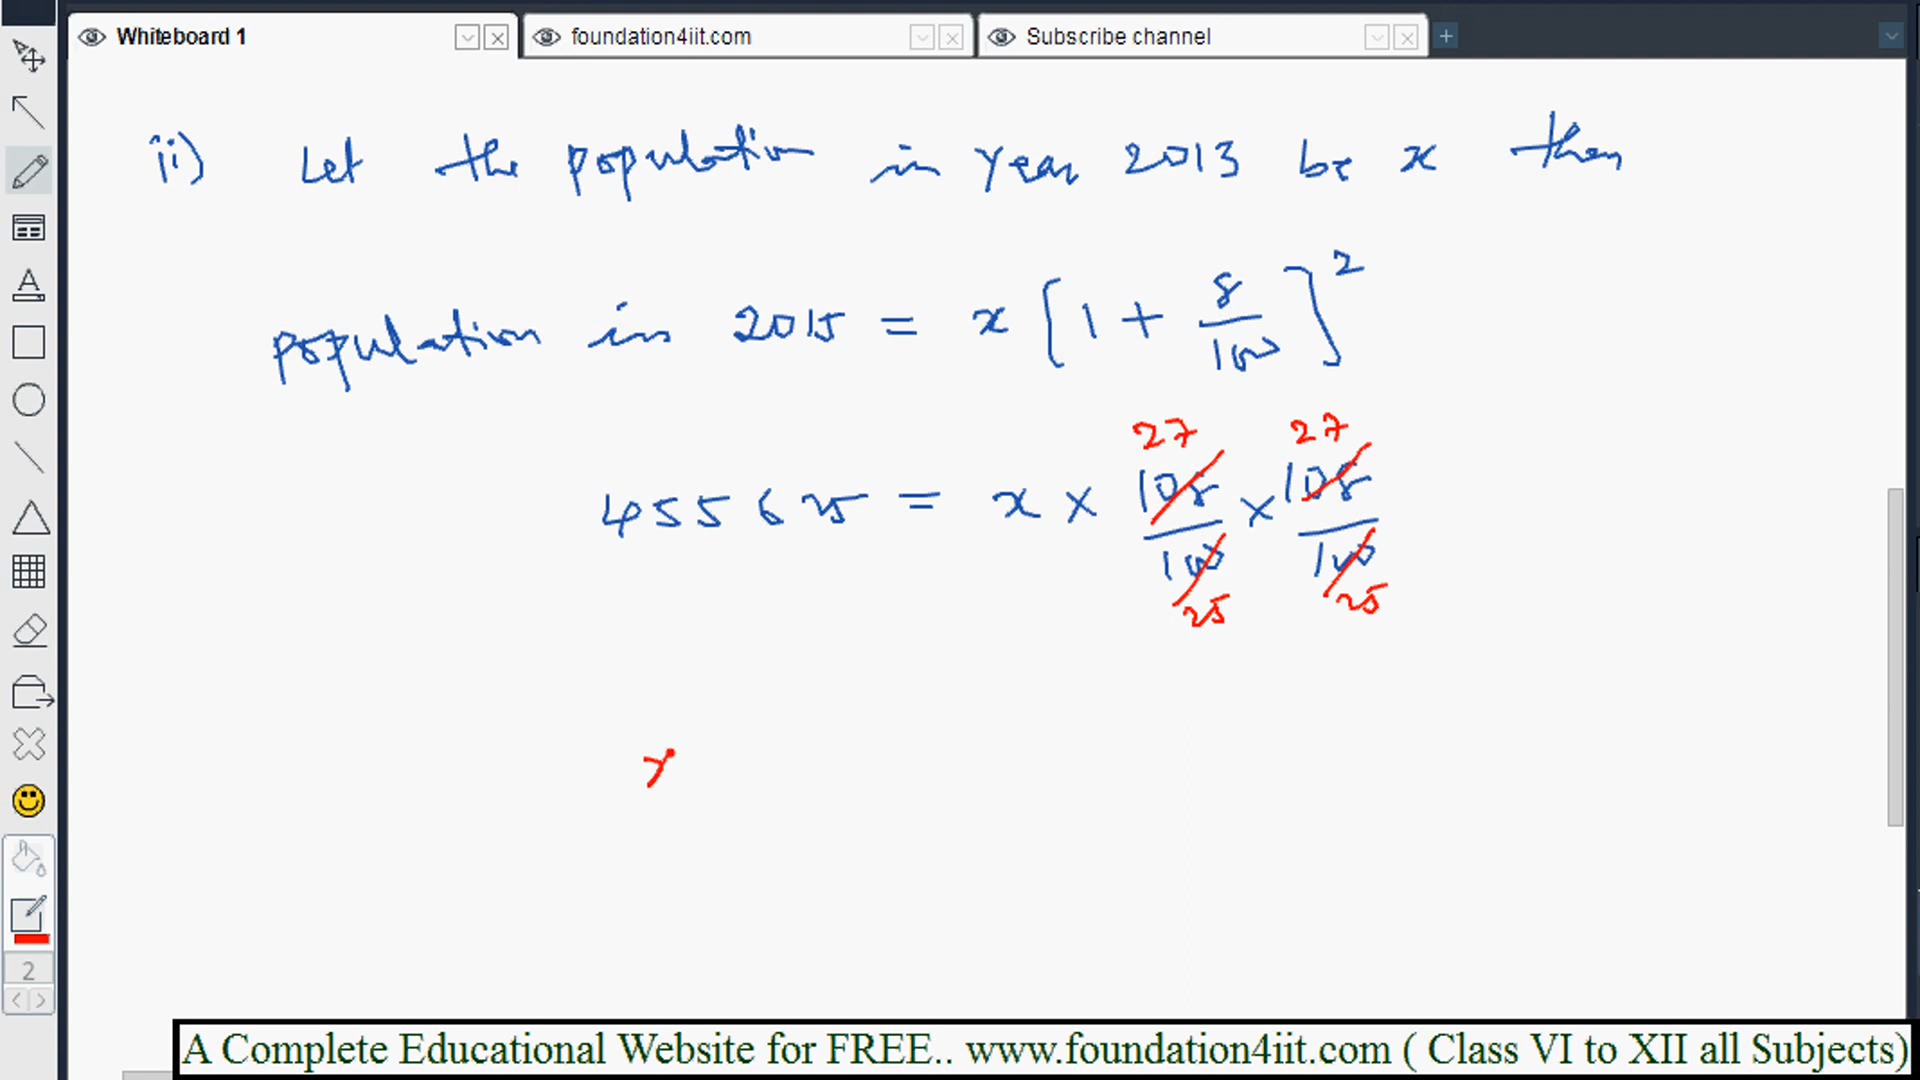 Whiteboard 1 foundation4iit.com Subscribe channel
ii) Let the population in year 2013 be x then
population in 2015 = x [ 1 + 8/100 ]²
27 27
455625 = x × 108/100 × 108/100
25 25
x
2
A Complete Educational Website for FREE.. www.foundation4iit.com ( Class VI to XII all Subjects)